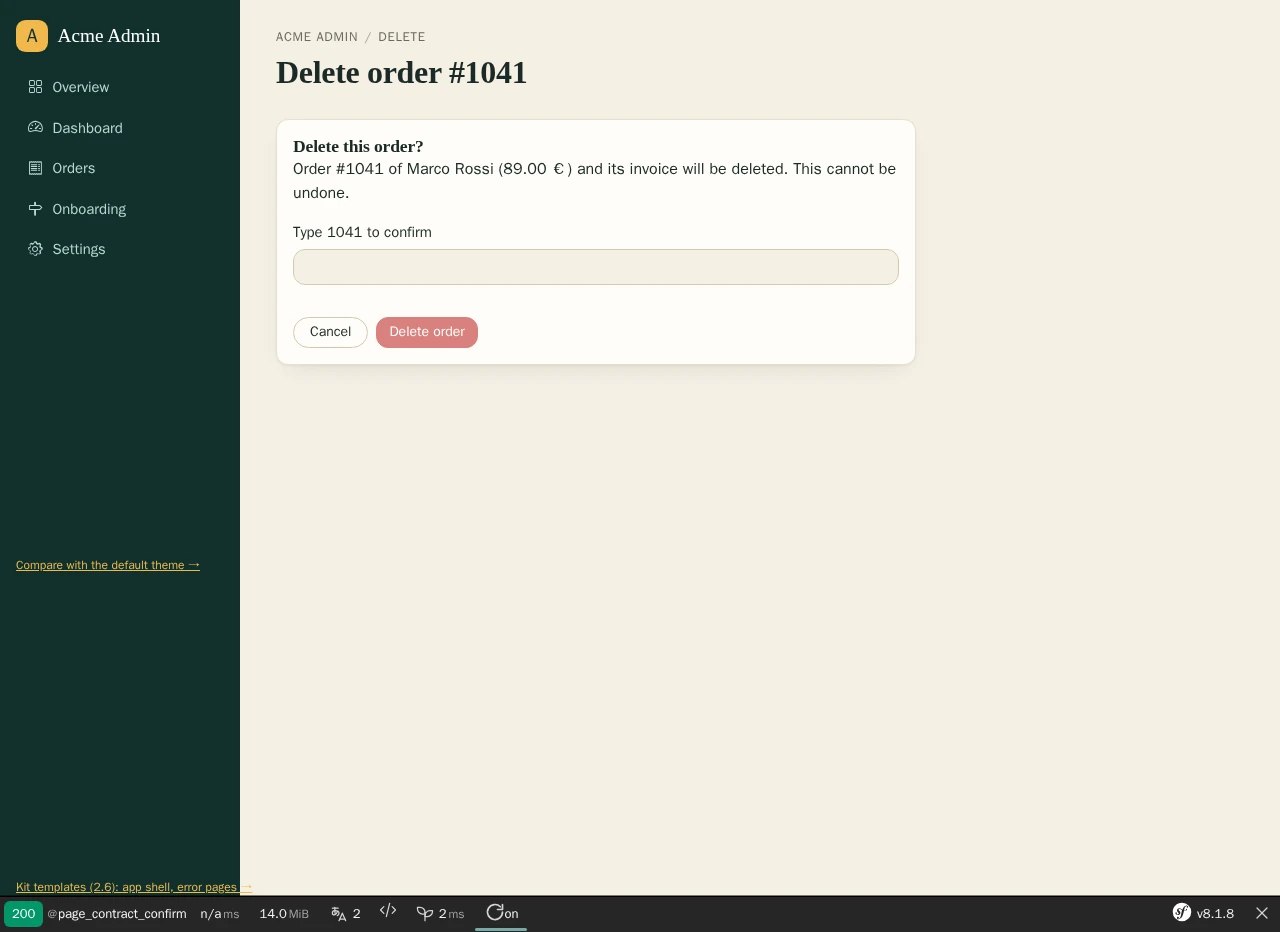 A Acme Admin
Overview
Dashboard
Orders
Onboarding
Settings
Compare with the default theme →
Kit templates (2.6): app shell, error pages →
ACME ADMIN / DELETE
Delete order #1041
Delete this order?
Order #1041 of Marco Rossi (89.00 €) and its invoice will be deleted. This cannot be
undone.
Type 1041 to confirm
Cancel Delete order
200 @page_contract_confirm n/a ms 14.0 MiB 2 2 ms on sf v8.1.8